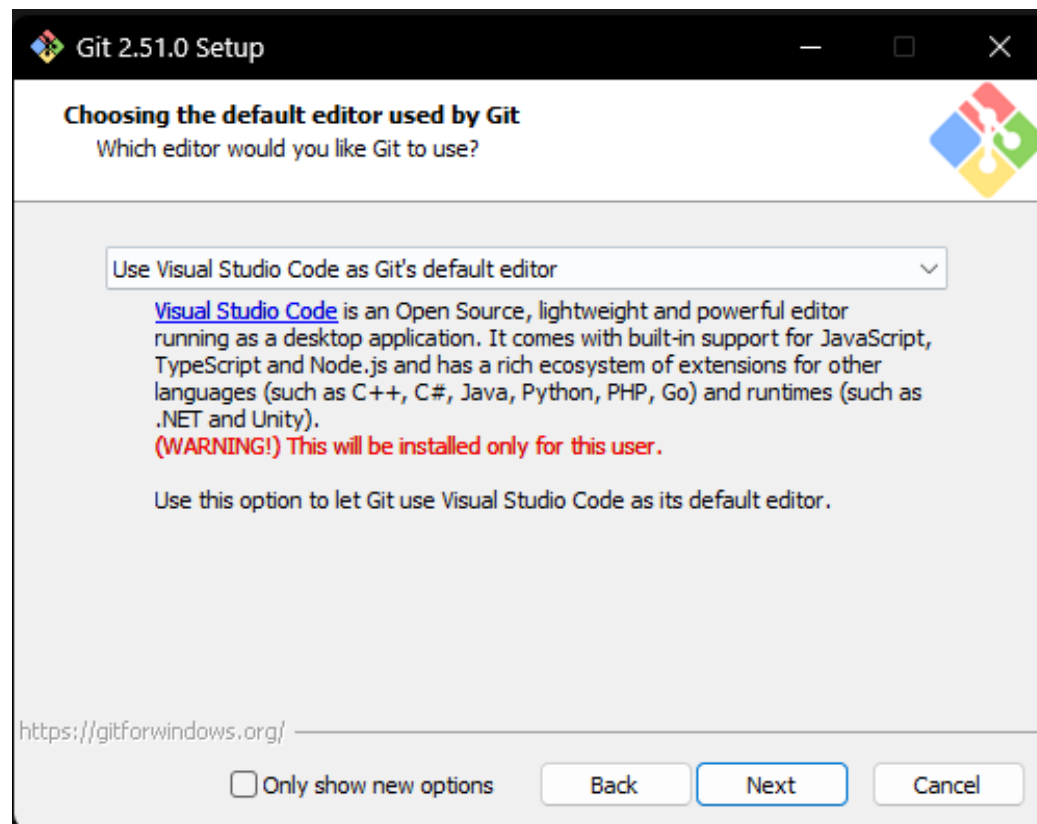 Git 2.51.0 Setup
Choosing the default editor used by Git
Which editor would you like Git to use?
Use Visual Studio Code as Git's default editor
Visual Studio Code is an Open Source, lightweight and powerful editor
running as a desktop application. It comes with built-in support for JavaScript,
TypeScript and Node.js and has a rich ecosystem of extensions for other
languages (such as C++, C#, Java, Python, PHP, Go) and runtimes (such as
.NET and Unity).
(WARNING!) This will be installed only for this user.
Use this option to let Git use Visual Studio Code as its default editor.
https://gitforwindows.org/
Only show new options Back Next Cancel